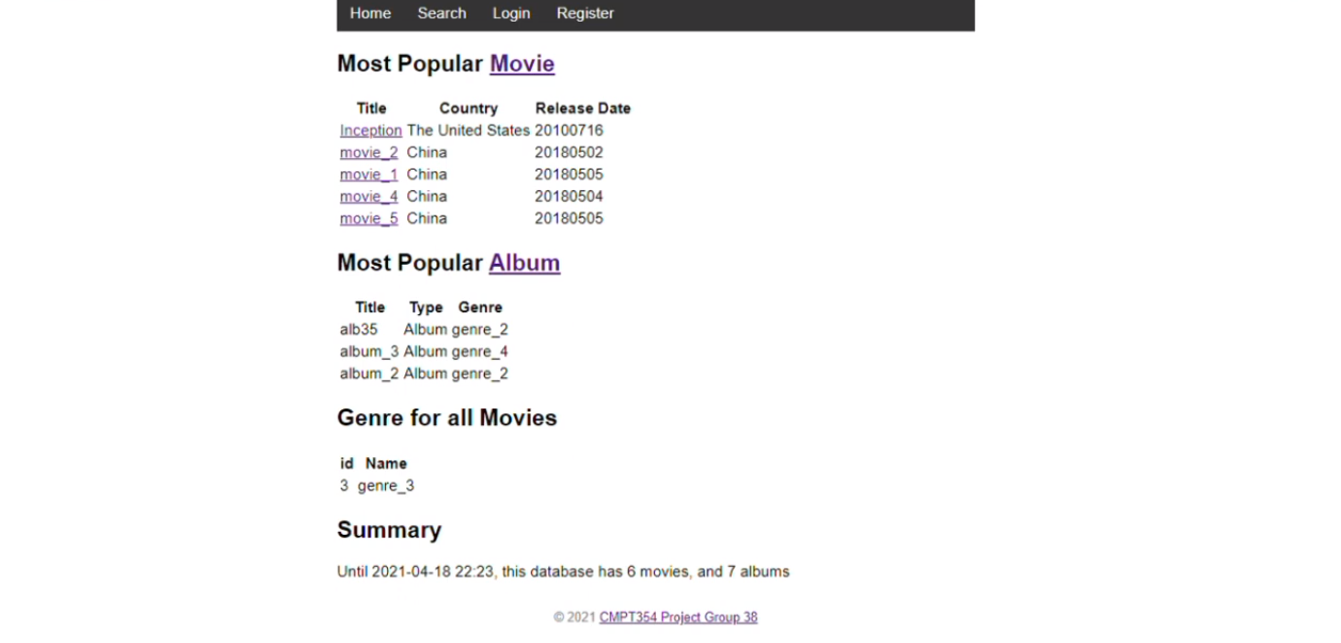 Home Search Login Register
Most Popular Movie
Title Country Release Date
Inception The United States 20100716
movie_2 China 20180502
movie_1 China 20180505
movie_4 China 20180504
movie_5 China 20180505
Most Popular Album
Title Type Genre
alb35 Album genre_2
album_3 Album genre_4
album_2 Album genre_2
Genre for all Movies
id Name
3 genre_3
Summary
Until 2021-04-18 22:23, this database has 6 movies, and 7 albums
© 2021 CMPT354 Project Group 38